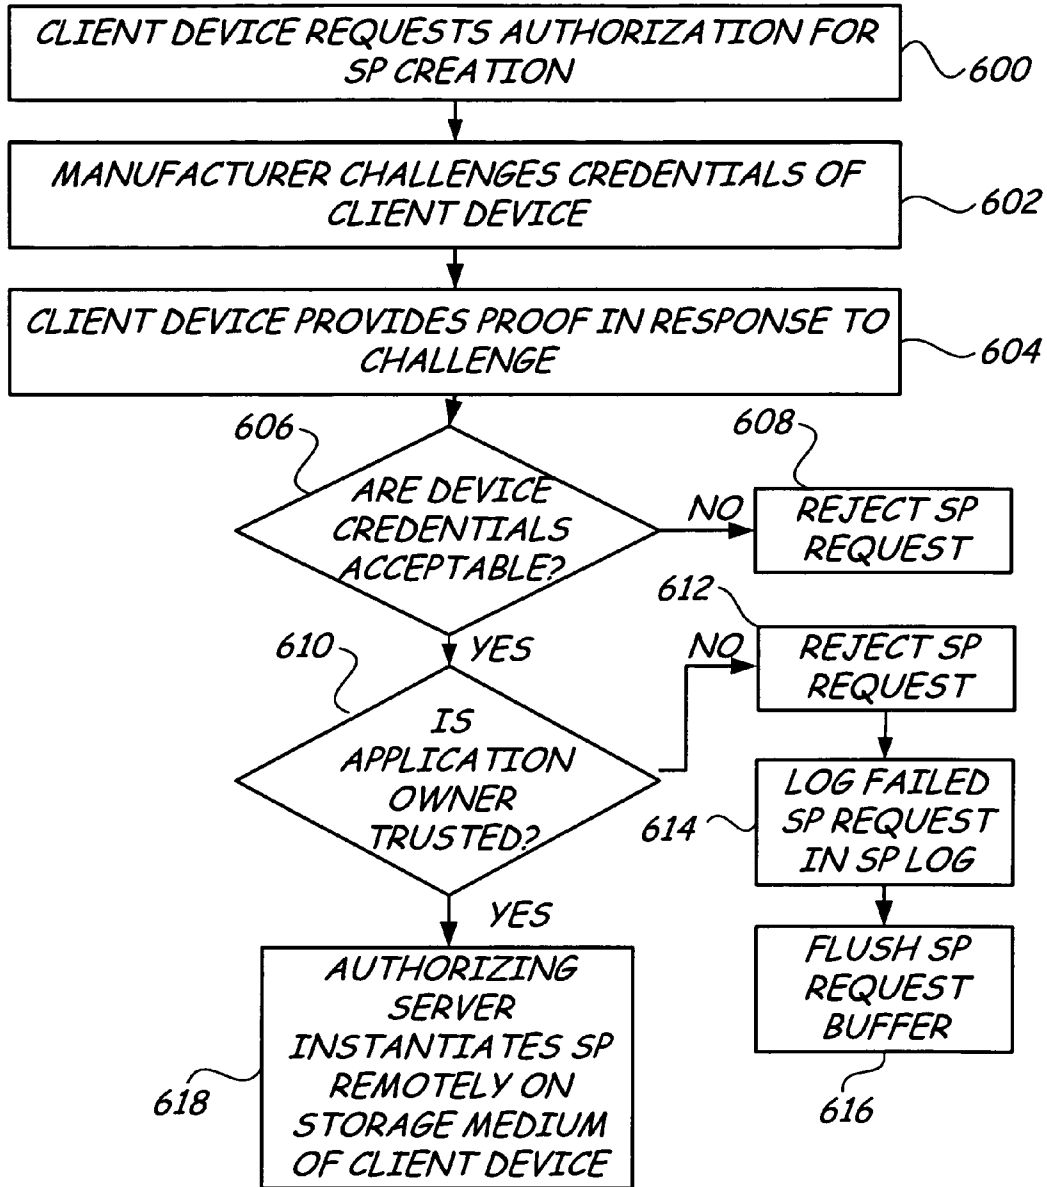 CLIENT DEVICE REQUESTS AUTHORIZATION FOR
SP CREATION
600
MANUFACTURER CHALLENGES CREDENTIALS OF
CLIENT DEVICE
602
CLIENT DEVICE PROVIDES PROOF IN RESPONSE TO
CHALLENGE
604
606
ARE DEVICE
CREDENTIALS
ACCEPTABLE?
NO
608
REJECT SP
REQUEST
YES
610
IS
APPLICATION
OWNER
TRUSTED?
NO
612
REJECT SP
REQUEST
LOG FAILED
SP REQUEST
IN SP LOG
614
FLUSH SP
REQUEST
BUFFER
616
YES
AUTHORIZING
SERVER
INSTANTIATES SP
REMOTELY ON
STORAGE MEDIUM
OF CLIENT DEVICE
618